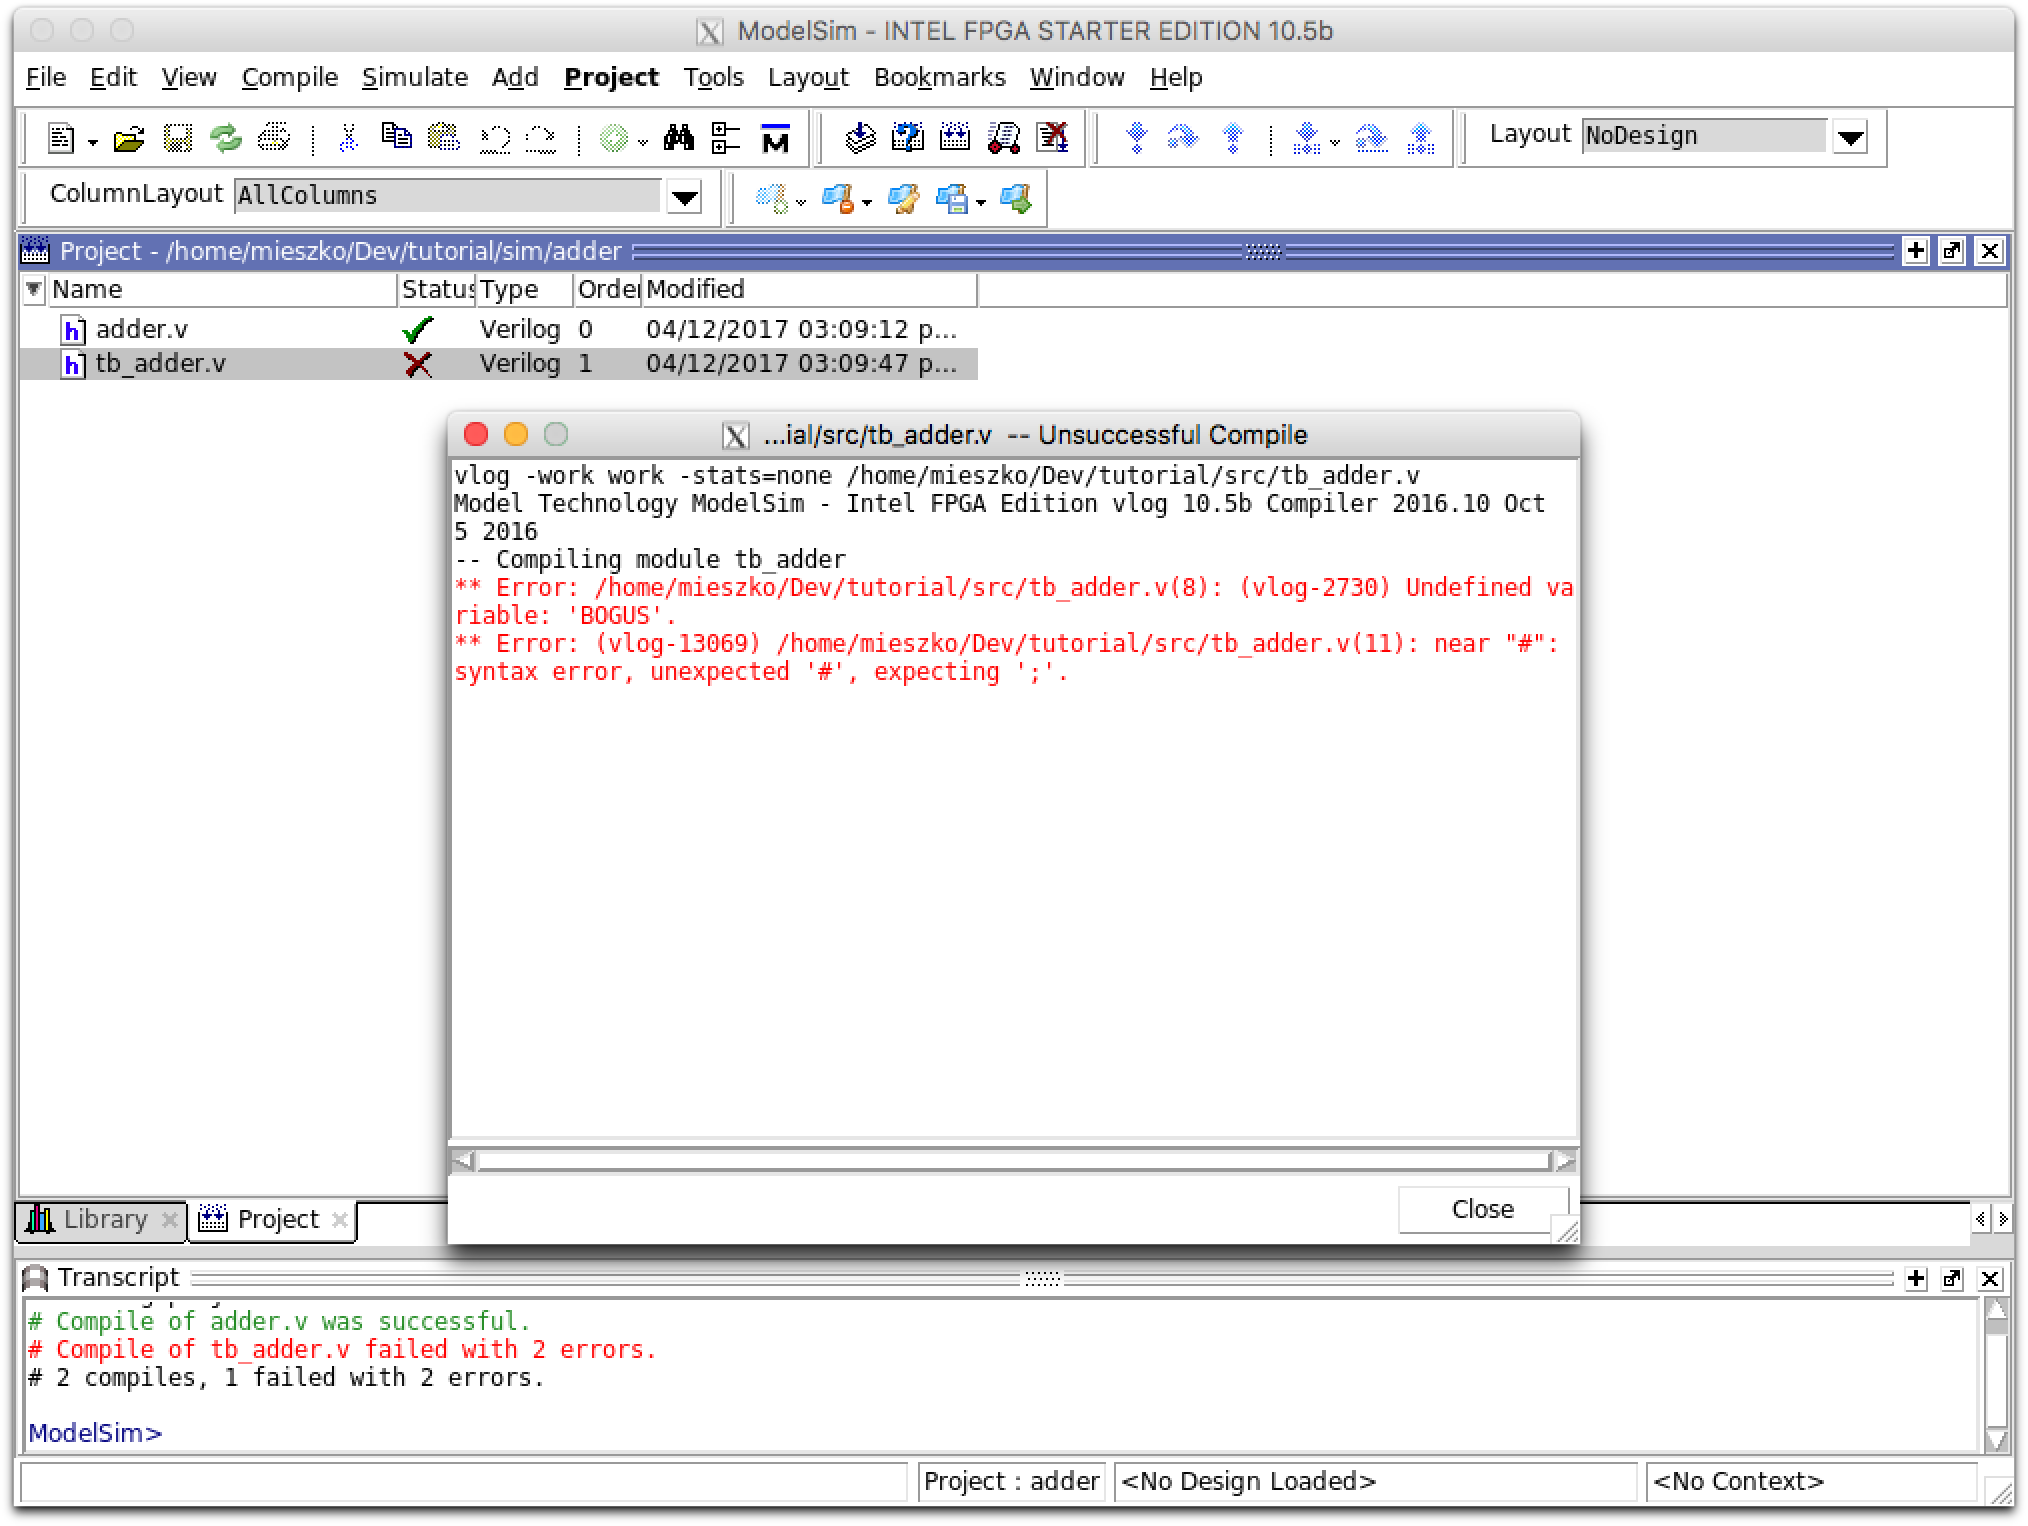 ModelSim - INTEL FPGA STARTER EDITION 10.5b
File Edit View Compile Simulate Add Project Tools Layout Bookmarks Window Help
Layout NoDesign
ColumnLayout AllColumns
Project - /home/mieszko/Dev/tutorial/sim/adder
Name Status Type Order Modified
adder.v Verilog 0 04/12/2017 03:09:12 p...
tb_adder.v Verilog 1 04/12/2017 03:09:47 p...
...ial/src/tb_adder.v -- Unsuccessful Compile
vlog -work work -stats=none /home/mieszko/Dev/tutorial/src/tb_adder.v
Model Technology ModelSim - Intel FPGA Edition vlog 10.5b Compiler 2016.10 Oct
5 2016
-- Compiling module tb_adder
** Error: /home/mieszko/Dev/tutorial/src/tb_adder.v(8): (vlog-2730) Undefined va
riable: 'BOGUS'.
** Error: (vlog-13069) /home/mieszko/Dev/tutorial/src/tb_adder.v(11): near "#":
syntax error, unexpected '#', expecting ';'.
Close
Library Project
Transcript
# Compile of adder.v was successful.
# Compile of tb_adder.v failed with 2 errors.
# 2 compiles, 1 failed with 2 errors.
ModelSim>
Project : adder <No Design Loaded> <No Context>